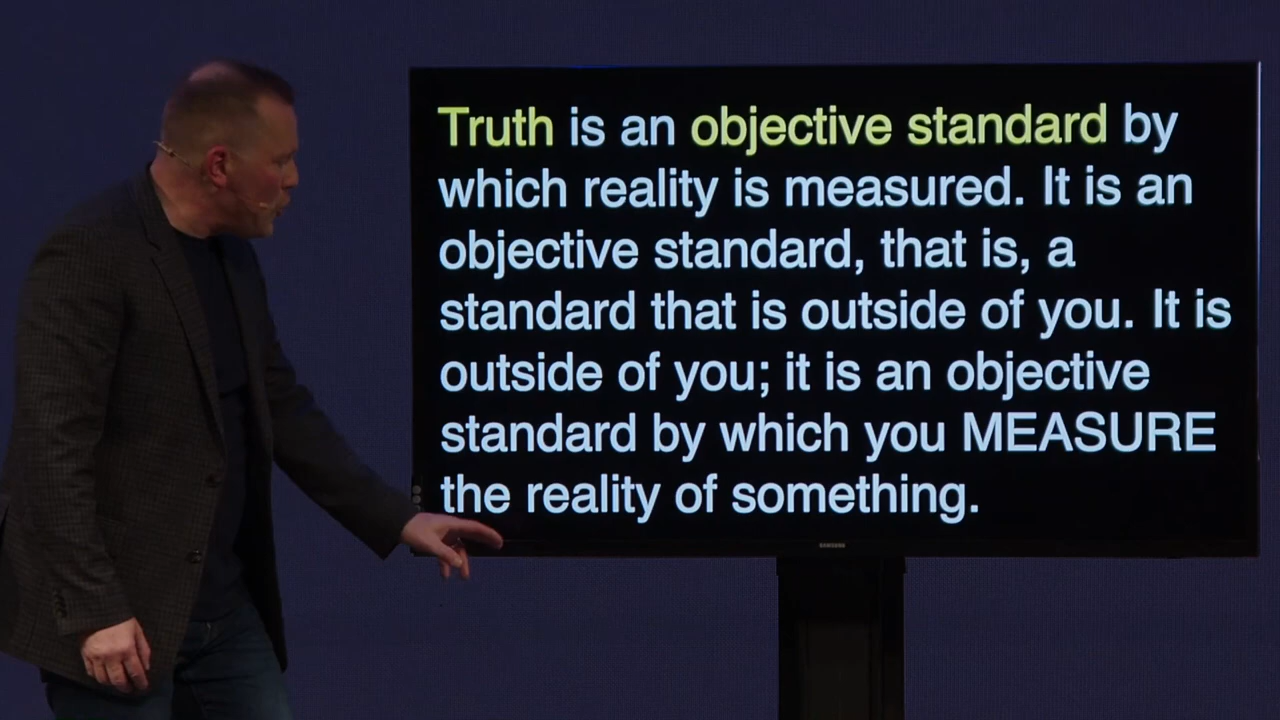 Truth is an objective standard by
which reality is measured. It is an
objective standard, that is, a
standard that is outside of you. It is
outside of you; it is an objective
standard by which you MEASURE
the reality of something.
SAMSUNG